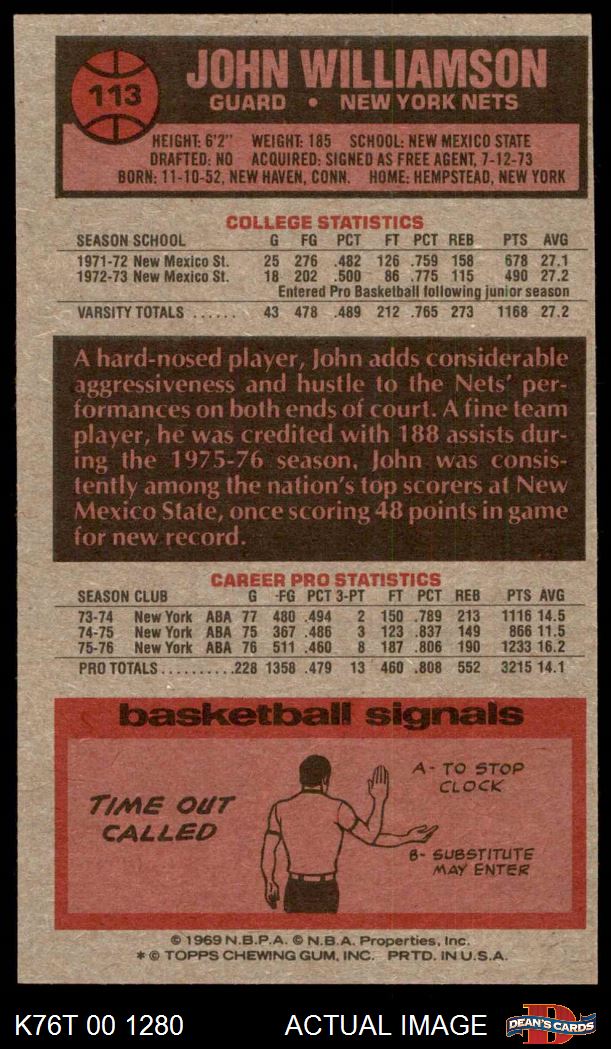 113
JOHN WILLIAMSON
GUARD • NEW YORK NETS
HEIGHT: 6'2" WEIGHT: 185 SCHOOL: NEW MEXICO STATE
DRAFTED: NO ACQUIRED: SIGNED AS FREE AGENT, 7-12-73
BORN: 11-10-52, NEW HAVEN, CONN. HOME: HEMPSTEAD, NEW YORK
COLLEGE STATISTICS
SEASON SCHOOL G FG PCT FT PCT REB PTS AVG
1971-72 New Mexico St. 25 276 .482 126 .759 158 678 27.1
1972-73 New Mexico St. 18 202 .500 86 .775 115 490 27.2
Entered Pro Basketball following junior season
VARSITY TOTALS ...... 43 478 .489 212 .765 273 1168 27.2
A hard-nosed player, John adds considerable
aggressiveness and hustle to the Nets' per-
formances on both ends of court. A fine team
player, he was credited with 188 assists dur-
ing the 1975-76 season. John was consis-
tently among the nation's top scorers at New
Mexico State, once scoring 48 points in game
for new record.
CAREER PRO STATISTICS
SEASON CLUB G FG PCT 3-PT FT PCT REB PTS AVG
73-74 New York ABA 77 480 .494 2 150 .789 213 1116 14.5
74-75 New York ABA 75 367 .486 3 123 .837 149 866 11.5
75-76 New York ABA 76 511 .460 8 187 .806 190 1233 16.2
PRO TOTALS..........228 1358 .479 13 460 .808 552 3215 14.1
basketball signals
TIME OUT
CALLED
A- TO STOP
CLOCK
B- SUBSTITUTE
MAY ENTER
© 1969 N.B.P.A. © N.B.A. Properties, Inc.
* © TOPPS CHEWING GUM, INC. PRTD. IN U.S.A.
K76T 00 1280 ACTUAL IMAGE
D
DEAN'S CARDS